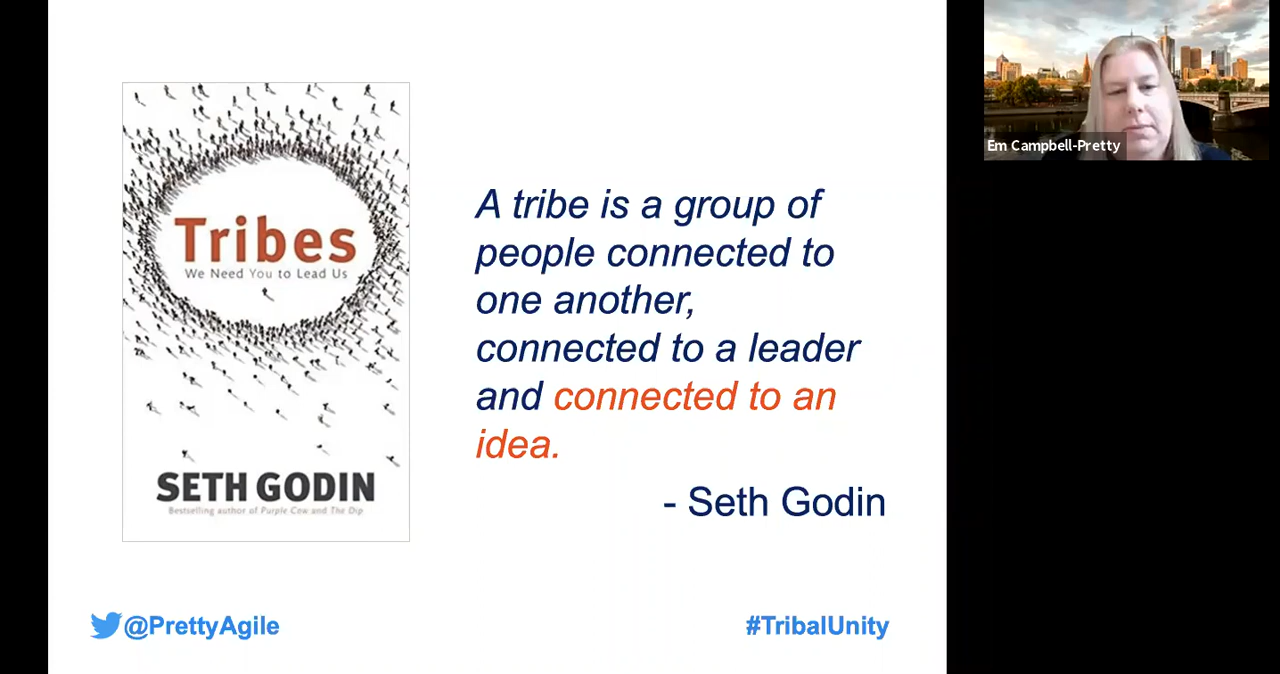 Tribes
We Need You to Lead Us
SETH GODIN
Bestselling author of Purple Cow and The Dip
A tribe is a group of
people connected to
one another,
connected to a leader
and connected to an
idea.
- Seth Godin
@PrettyAgile
#TribalUnity
Em Campbell-Pretty